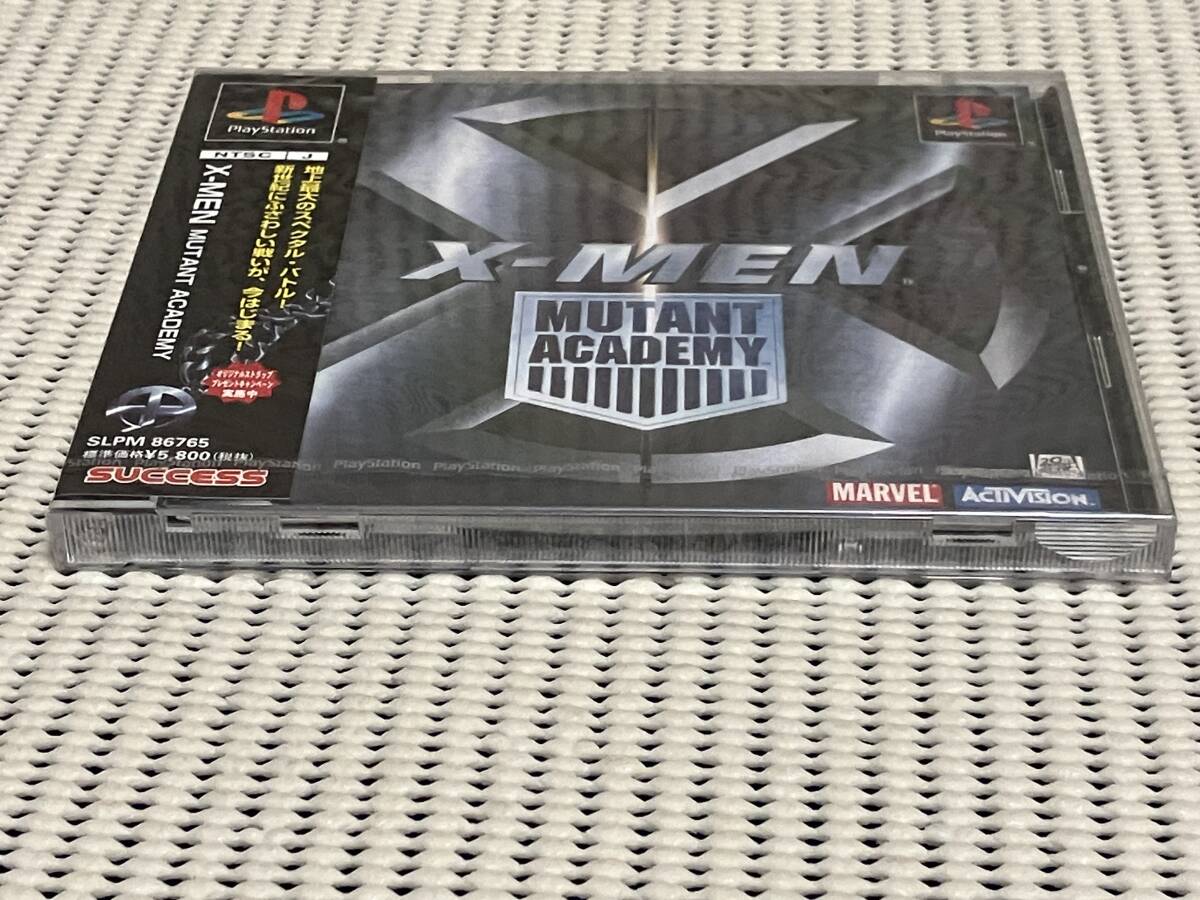 PlayStation
NTSC J
X-MEN MUTANT ACADEMY
地上最大のスペクタル・バトル!
新世紀にふさわしい戦いが、今はじまる!
オリジナルストラップ
プレゼントキャンペーン
実施中
SLPM 86765
標準価格¥5,800(税抜)
SUCCESS
PlayStation
X-MEN
MUTANT
ACADEMY
PlayStation PlayStation PlayStation PlayStation PlayStation PlayStation PlayStation
MARVEL
ACTIVISION